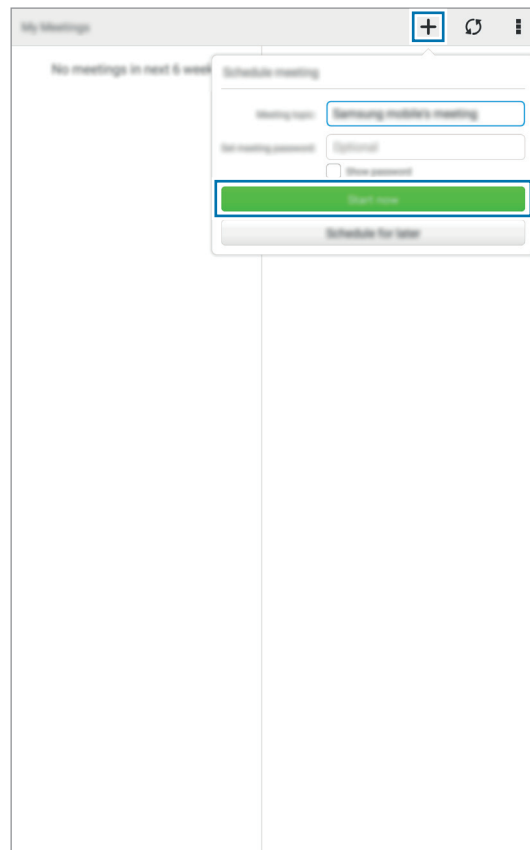 My Meetings
No meetings in next 6 week
Schedule meeting
Meeting topic:
Samsung mobile's meeting
Set meeting password:
Optional
Show password
Start now
Schedule for later